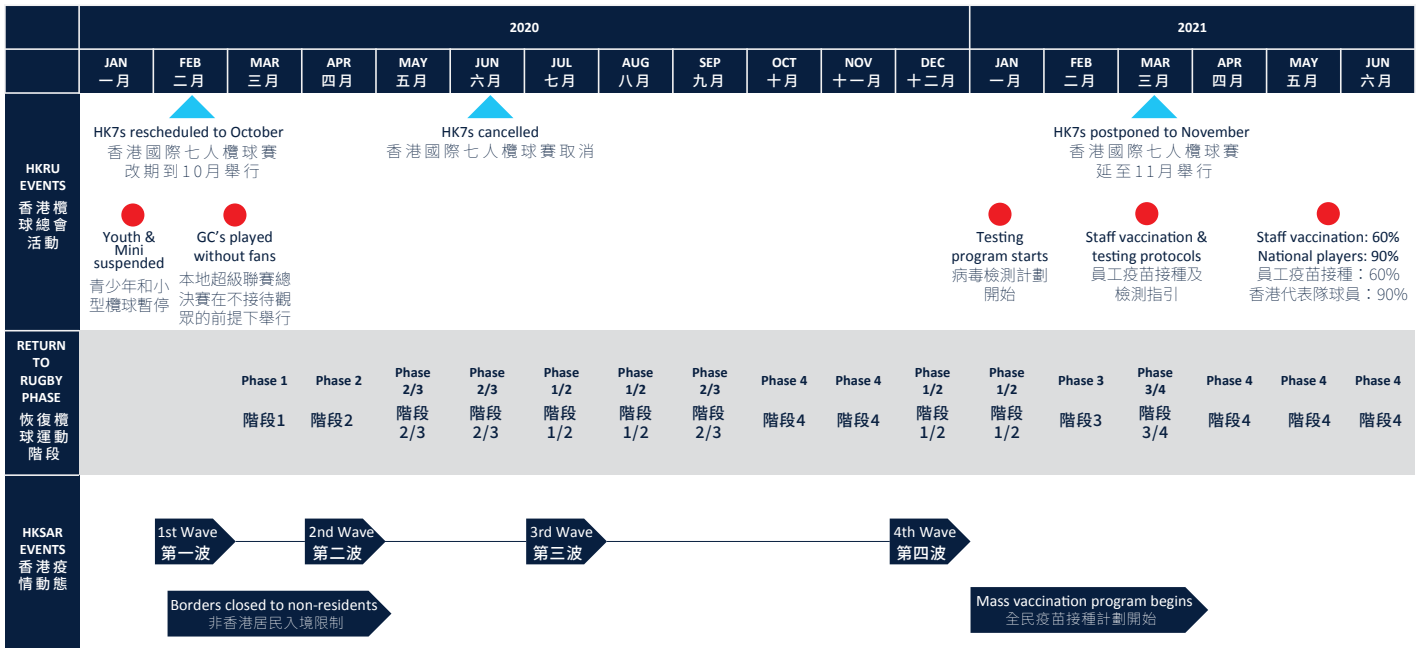 2020
2021
JAN
一月
FEB
二月
MAR
三月
APR
四月
MAY
五月
JUN
六月
JUL
七月
AUG
八月
SEP
九月
OCT
十月
NOV
十一月
DEC
十二月
JAN
一月
FEB
二月
MAR
三月
APR
四月
MAY
五月
JUN
六月
HKRU
EVENTS
香港欖
球總會
活動
HK7s rescheduled to October
香港國際七人欖球賽
改期到10月舉行
HK7s cancelled
香港國際七人欖球賽取消
HK7s postponed to November
香港國際七人欖球賽
延至11月舉行
Youth &
Mini
suspended
青少年和小
型欖球暫停
GC's played
without fans
本地超級聯賽總
決賽在不接待觀
眾的前提下舉行
Testing
program starts
病毒檢測計劃
開始
Staff vaccination &
testing protocols
員工疫苗接種及
檢測指引
Staff vaccination: 60%
National players: 90%
員工疫苗接種：60%
香港代表隊球員：90%
RETURN
TO
RUGBY
PHASE
恢復欖
球運動
階段
Phase 1
階段1
Phase 2
階段2
Phase
2/3
階段
2/3
Phase
2/3
階段
2/3
Phase
1/2
階段
1/2
Phase
1/2
階段
1/2
Phase
2/3
階段
2/3
Phase 4
階段4
Phase 4
階段4
Phase
1/2
階段
1/2
Phase
1/2
階段
1/2
Phase 3
階段3
Phase
3/4
階段
3/4
Phase 4
階段4
Phase 4
階段4
Phase 4
階段4
HKSAR
EVENTS
香港疫
情動態
1st Wave
第一波
2nd Wave
第二波
3rd Wave
第三波
4th Wave
第四波
Borders closed to non-residents
非香港居民入境限制
Mass vaccination program begins
全民疫苗接種計劃開始